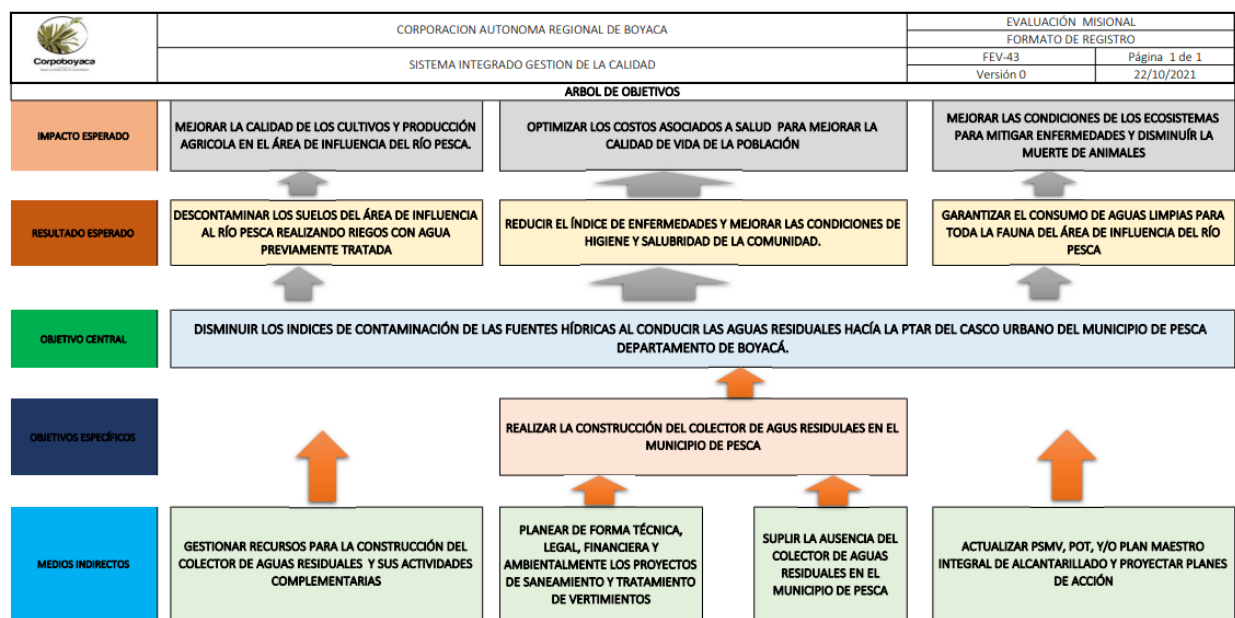 Corpoboyaca
CORPORACION AUTONOMA REGIONAL DE BOYACA
SISTEMA INTEGRADO GESTION DE LA CALIDAD
EVALUACIÓN MISIONAL
FORMATO DE REGISTRO
FEV-43
Página 1 de 1
Versión 0
22/10/2021
ARBOL DE OBJETIVOS
IMPACTO ESPERADO
MEJORAR LA CALIDAD DE LOS CULTIVOS Y PRODUCCIÓN
AGRICOLA EN EL ÁREA DE INFLUENCIA DEL RÍO PESCA.
OPTIMIZAR LOS COSTOS ASOCIADOS A SALUD PARA MEJORAR LA
CALIDAD DE VIDA DE LA POBLACIÓN
MEJORAR LAS CONDICIONES DE LOS ECOSISTEMAS
PARA MITIGAR ENFERMEDADES Y DISMINUÍR LA
MUERTE DE ANIMALES
RESULTADO ESPERADO
DESCONTAMINAR LOS SUELOS DEL ÁREA DE INFLUENCIA
AL RÍO PESCA REALIZANDO RIEGOS CON AGUA
PREVIAMENTE TRATADA
REDUCIR EL ÍNDICE DE ENFERMEDADES Y MEJORAR LAS CONDICIONES DE
HIGIENE Y SALUBRIDAD DE LA COMUNIDAD.
GARANTIZAR EL CONSUMO DE AGUAS LIMPIAS PARA
TODA LA FAUNA DEL ÁREA DE INFLUENCIA DEL RÍO
PESCA
OBJETIVO CENTRAL
DISMINUIR LOS INDICES DE CONTAMINACIÓN DE LAS FUENTES HÍDRICAS AL CONDUCIR LAS AGUAS RESIDUALES HACÍA LA PTAR DEL CASCO URBANO DEL MUNICIPIO DE PESCA
DEPARTAMENTO DE BOYACÁ.
OBJETIVOS ESPECÍFICOS
REALIZAR LA CONSTRUCCIÓN DEL COLECTOR DE AGUS RESIDULAES EN EL
MUNICIPIO DE PESCA
MEDIOS INDIRECTOS
GESTIONAR RECURSOS PARA LA CONSTRUCCIÓN DEL
COLECTOR DE AGUAS RESIDUALES Y SUS ACTIVIDADES
COMPLEMENTARIAS
PLANEAR DE FORMA TÉCNICA,
LEGAL, FINANCIERA Y
AMBIENTALMENTE LOS PROYECTOS
DE SANEAMIENTO Y TRATAMIENTO
DE VERTIMIENTOS
SUPLIR LA AUSENCIA DEL
COLECTOR DE AGUAS
RESIDUALES EN EL
MUNICIPIO DE PESCA
ACTUALIZAR PSMV, POT, Y/O PLAN MAESTRO
INTEGRAL DE ALCANTARILLADO Y PROYECTAR PLANES
DE ACCIÓN